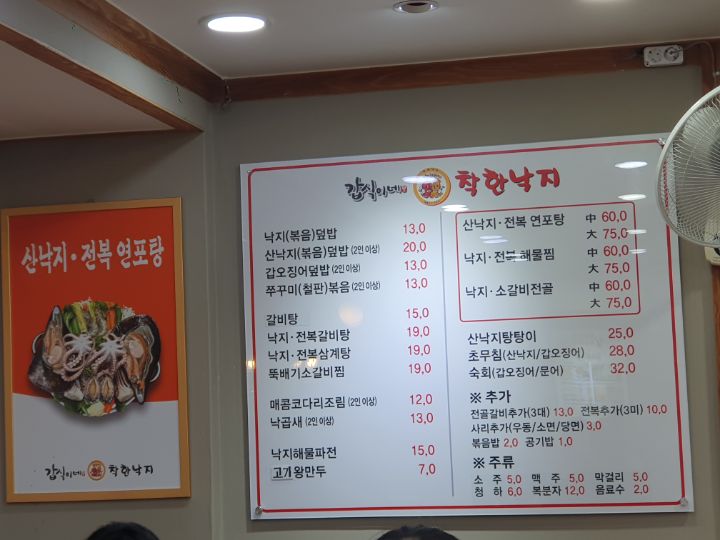 산낙지·전복 연포탕
갑식이네 착한낙지
갑식이네 착한낙지
낙지(볶음)덮밥 13,0
산낙지(볶음)덮밥 (2인이상) 20,0
갑오징어덮밥 (2인이상) 13,0
쭈꾸미(철판)볶음 (2인이상) 13,0
갈비탕 15,0
낙지·전복갈비탕 19,0
낙지·전복삼계탕 19,0
뚝배기소갈비찜 19,0
매콤코다리조림 (2인이상) 12,0
낙곱새 (2인이상) 13,0
낙지해물파전 15,0
고기왕만두 7,0
산낙지·전복 연포탕 中 60,0
大 75,0
낙지·전복 해물찜 中 60,0
大 75,0
낙지·소갈비전골 中 60,0
大 75,0
산낙지탕탕이 25,0
초무침(산낙지/갑오징어) 28,0
숙회(갑오징어/문어) 32,0
※ 추가
전골갈비추가(3대) 13,0 전복추가(3미) 10,0
사리추가(우동/소면/당면) 3,0
볶음밥 2,0 공기밥 1,0
※ 주류
소 주 5,0 맥 주 5,0 막걸리 5,0
청 하 6,0 복분자 12,0 음료수 2,0